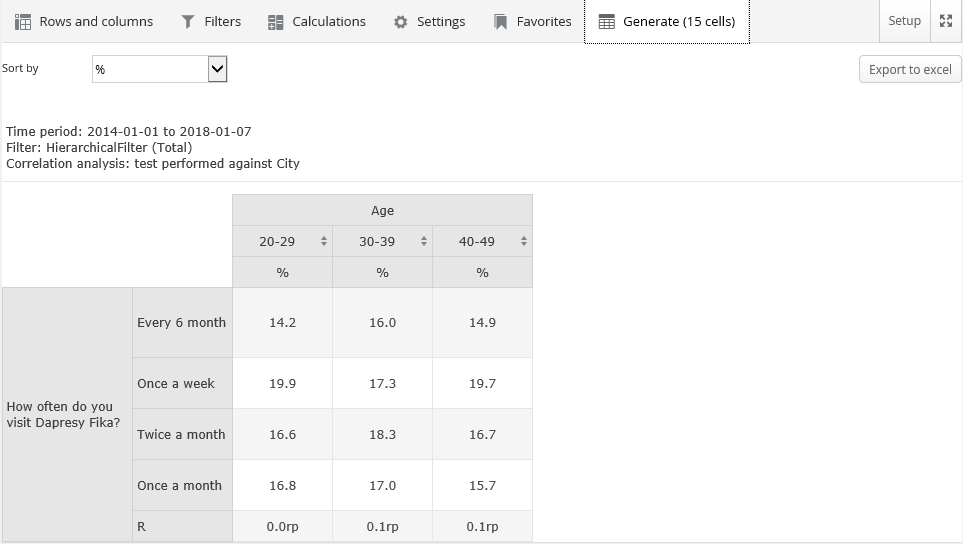 Rows and columns Filters Calculations Settings Favorites Generate (15 cells) Setup
Sort by % Export to excel
Time period: 2014-01-01 to 2018-01-07
Filter: HierarchicalFilter (Total)
Correlation analysis: test performed against City
Age
20-29 30-39 40-49
% % %
How often do you
visit Dapresy Fika?
Every 6 month 14.2 16.0 14.9
Once a week 19.9 17.3 19.7
Twice a month 16.6 18.3 16.7
Once a month 16.8 17.0 15.7
R 0.0rp 0.1rp 0.1rp